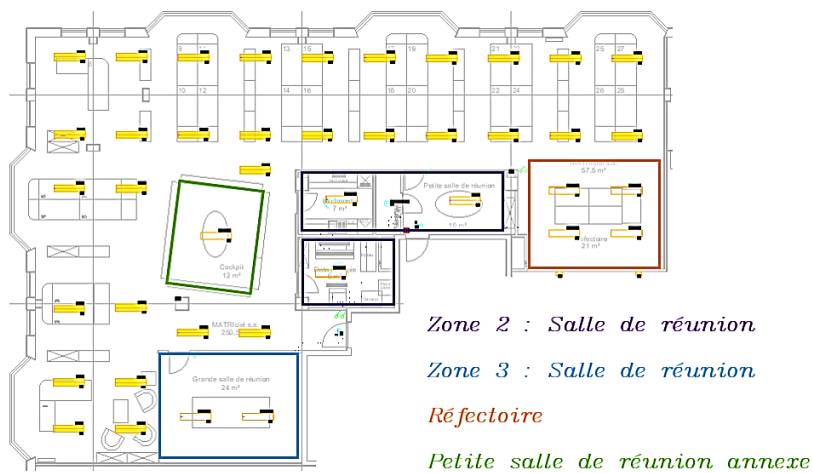 9
13 15
19
21
25 27
10 12
14 16
18 20
22 24
26 28
MATRIciel s.a.
57,5 m²
Petite salle de réunion
7 m²
10 m²
Réfectoire
21 m²
Cockpit
12 m²
MATRIciel s.a.
Grande salle de réunion
24 m²
Zone 2 : Salle de réunion
Zone 3 : Salle de réunion
Réfectoire
Petite salle de réunion annexe